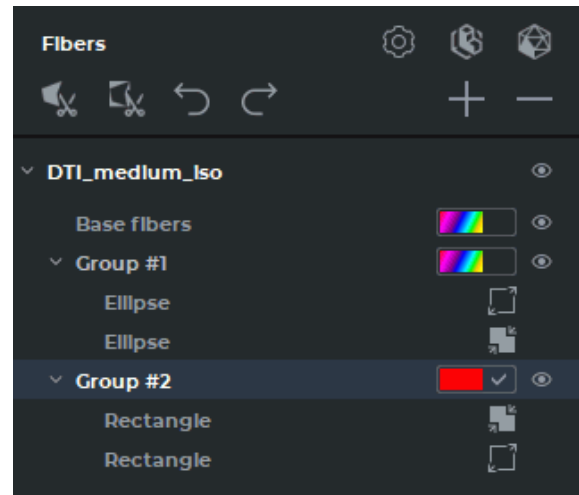 Fibers
DTI_medium_iso
Base fibers
Group #1
Ellipse
Ellipse
Group #2
Rectangle
Rectangle